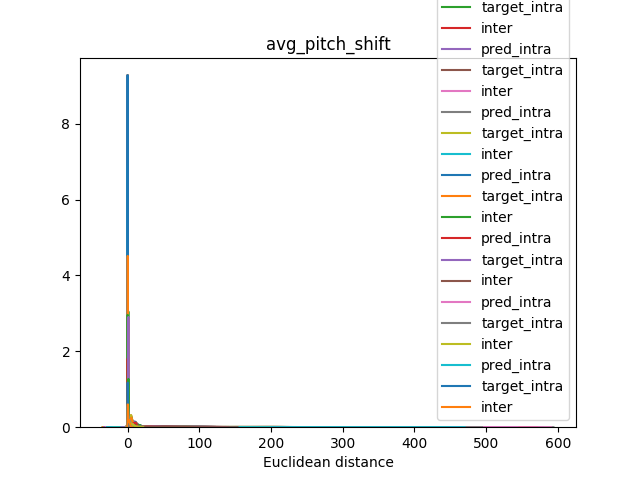 target_intra
inter
avg_pitch_shift
pred_intra
target_intra
inter
pred_intra
target_intra
inter
pred_intra
target_intra
inter
pred_intra
target_intra
inter
pred_intra
target_intra
inter
pred_intra
target_intra
inter
8
6
4
2
0
0 100 200 300 400 500 600
Euclidean distance